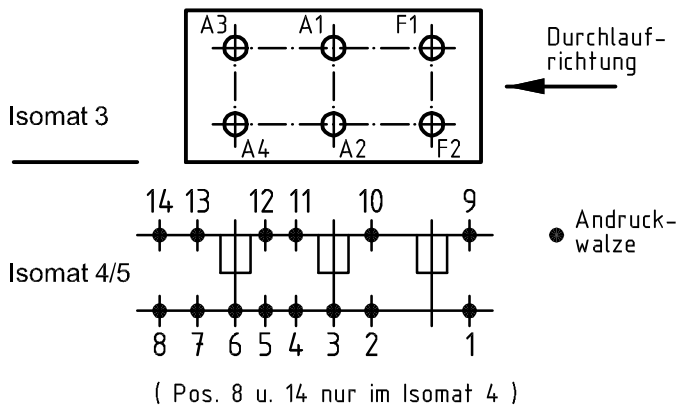 A3 A1 F1
Durchlauf-
richtung
Isomat 3
A4 A2 F2
14 13 12 11 10 9
Andruck-
walze
Isomat 4/5
8 7 6 5 4 3 2 1
( Pos. 8 u. 14 nur im Isomat 4 )